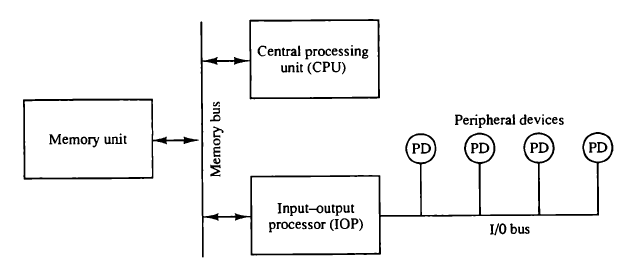 Central processing
unit (CPU)
Memory bus
Memory unit
Peripheral devices
PD PD PD PD
Input–output
processor (IOP)
I/0 bus